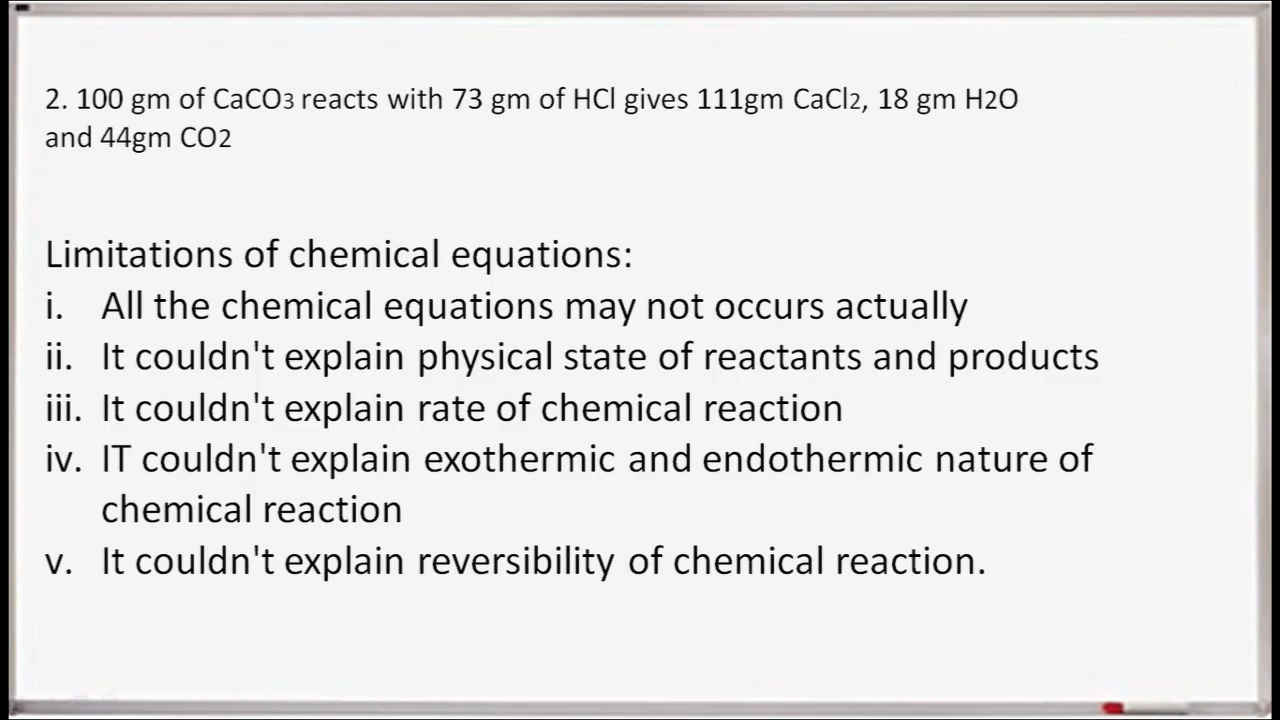 2. 100 gm of CaCO3 reacts with 73 gm of HCl gives 111gm CaCl2, 18 gm H2O
and 44gm CO2
Limitations of chemical equations:
i. All the chemical equations may not occurs actually
ii. It couldn't explain physical state of reactants and products
iii. It couldn't explain rate of chemical reaction
iv. IT couldn't explain exothermic and endothermic nature of
chemical reaction
v. It couldn't explain reversibility of chemical reaction.